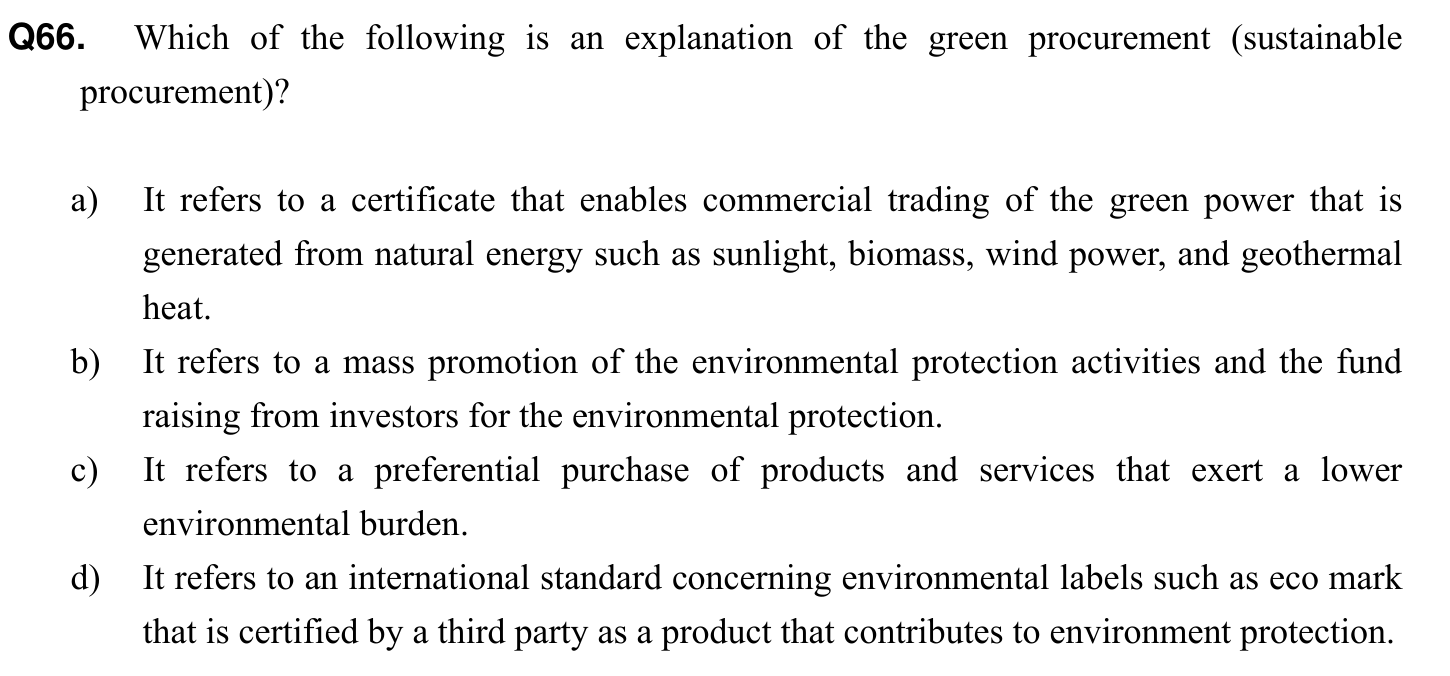 Q66. Which of the following is an explanation of the green procurement (sustainable
procurement)?
a) It refers to a certificate that enables commercial trading of the green power that is
generated from natural energy such as sunlight, biomass, wind power, and geothermal
heat.
b) It refers to a mass promotion of the environmental protection activities and the fund
raising from investors for the environmental protection.
c) It refers to a preferential purchase of products and services that exert a lower
environmental burden.
d) It refers to an international standard concerning environmental labels such as eco mark
that is certified by a third party as a product that contributes to environment protection.